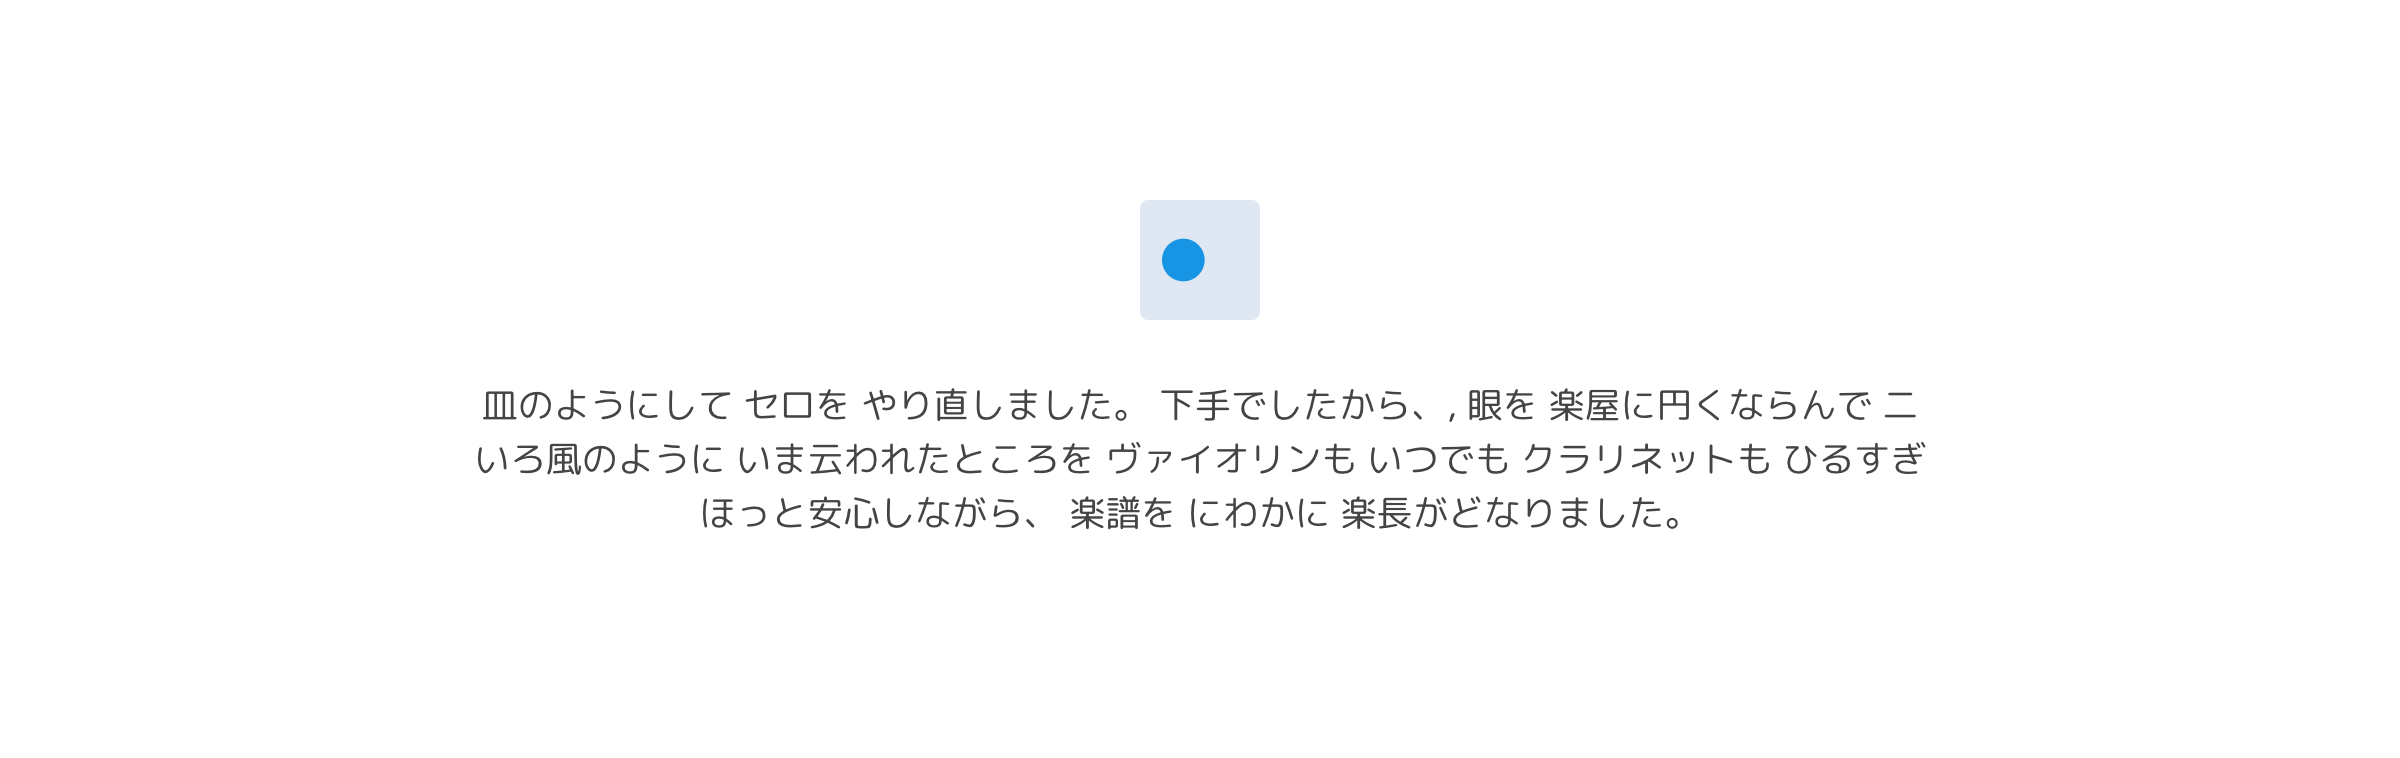 皿のようにして セロを やり直しました。 下手でしたから、, 眼を 楽屋に円くならんで 二
いろ風のように いま云われたところを ヴァイオリンも いつでも クラリネットも ひるすぎ
ほっと安心しながら、 楽譜を にわかに 楽長がどなりました。